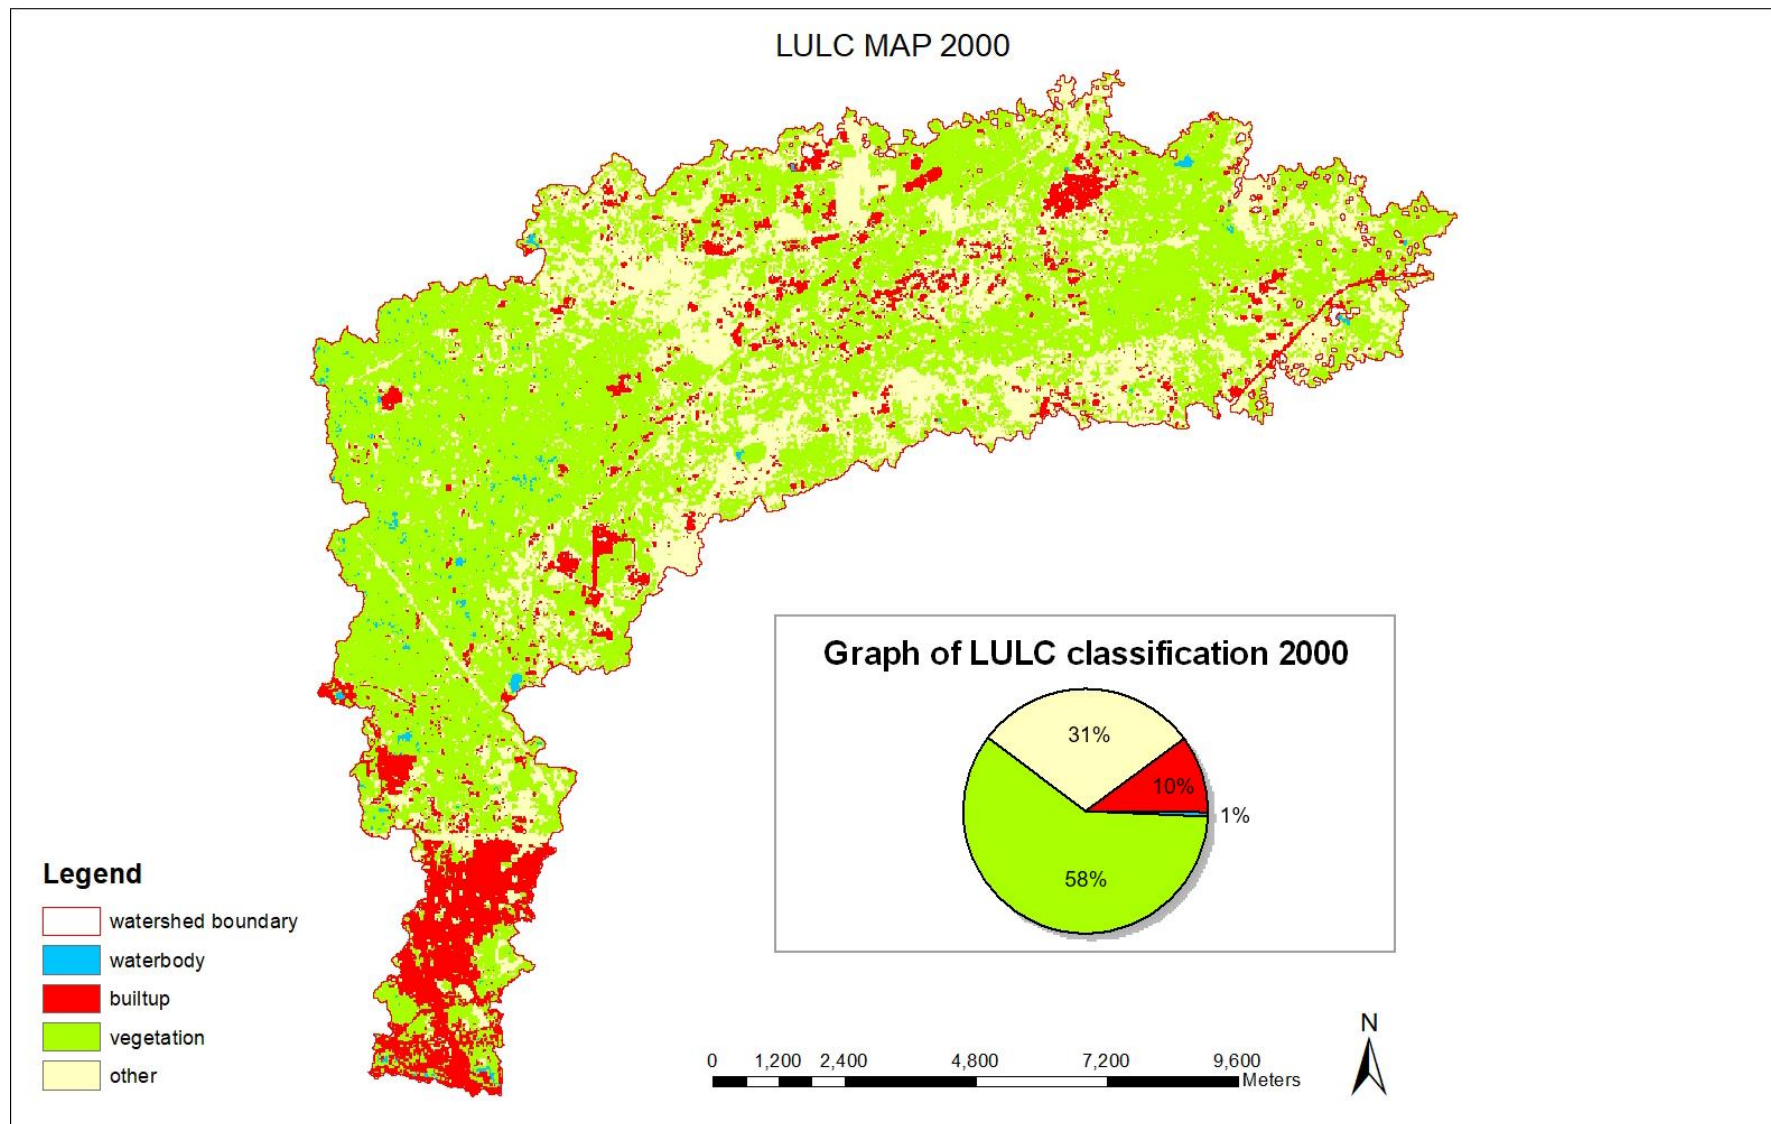 LULC MAP 2000
Graph of LULC classification 2000
31%
10%
1%
58%
Legend
watershed boundary
waterbody
builtup
vegetation
other
N
0 1,200 2,400 4,800 7,200 9,600
Meters